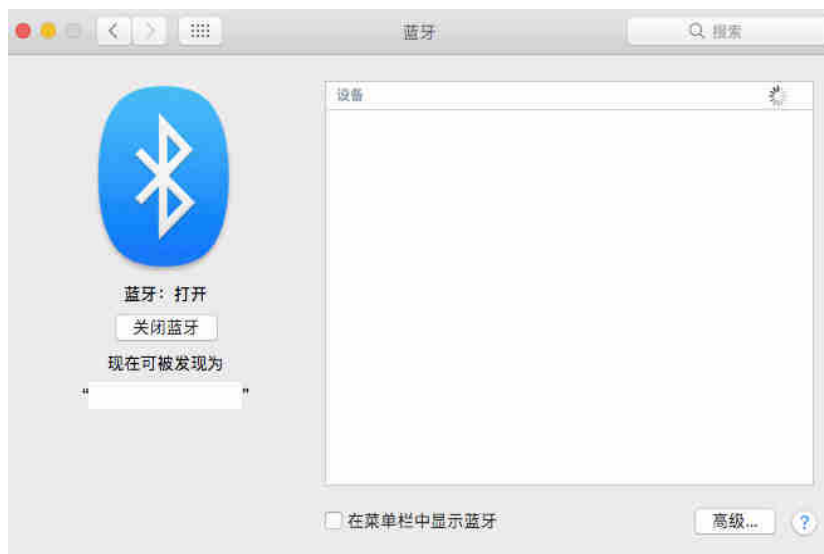 蓝牙
搜索
设备
蓝牙：打开
关闭蓝牙
现在可被发现为
“ ”
在菜单栏中显示蓝牙
高级...
?